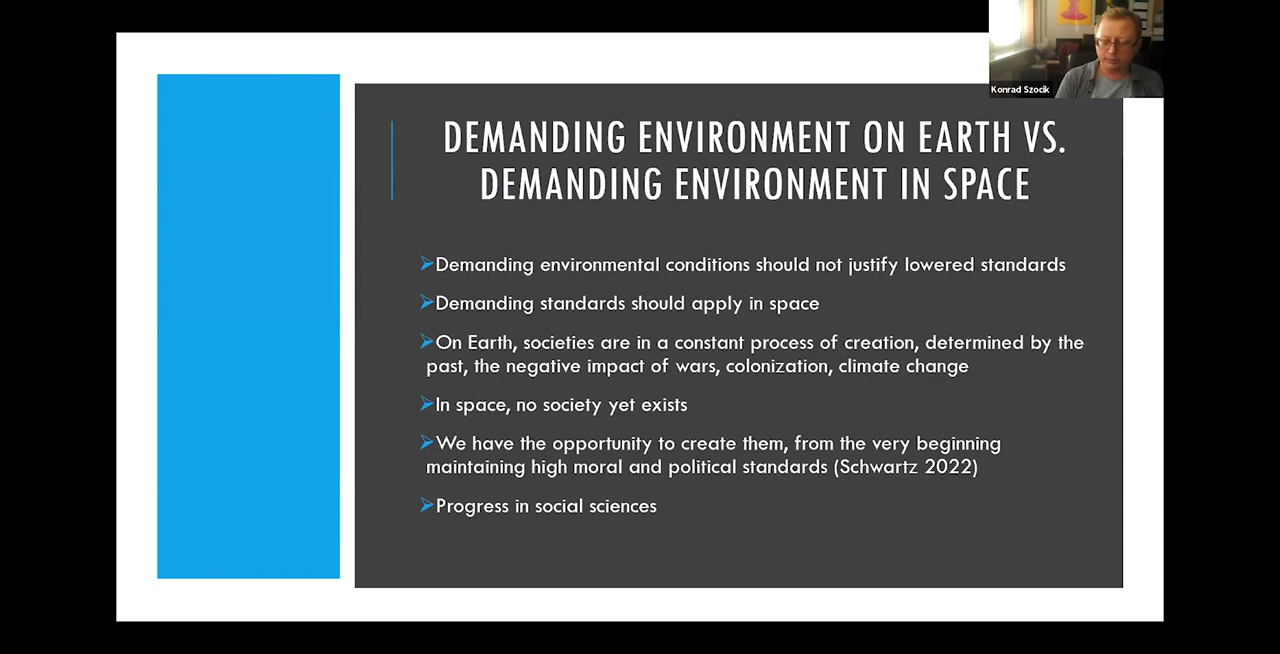 Konrad Szocik
DEMANDING ENVIRONMENT ON EARTH VS.
DEMANDING ENVIRONMENT IN SPACE
Demanding environmental conditions should not justify lowered standards
Demanding standards should apply in space
On Earth, societies are in a constant process of creation, determined by the
past, the negative impact of wars, colonization, climate change
In space, no society yet exists
We have the opportunity to create them, from the very beginning
maintaining high moral and political standards (Schwartz 2022)
Progress in social sciences